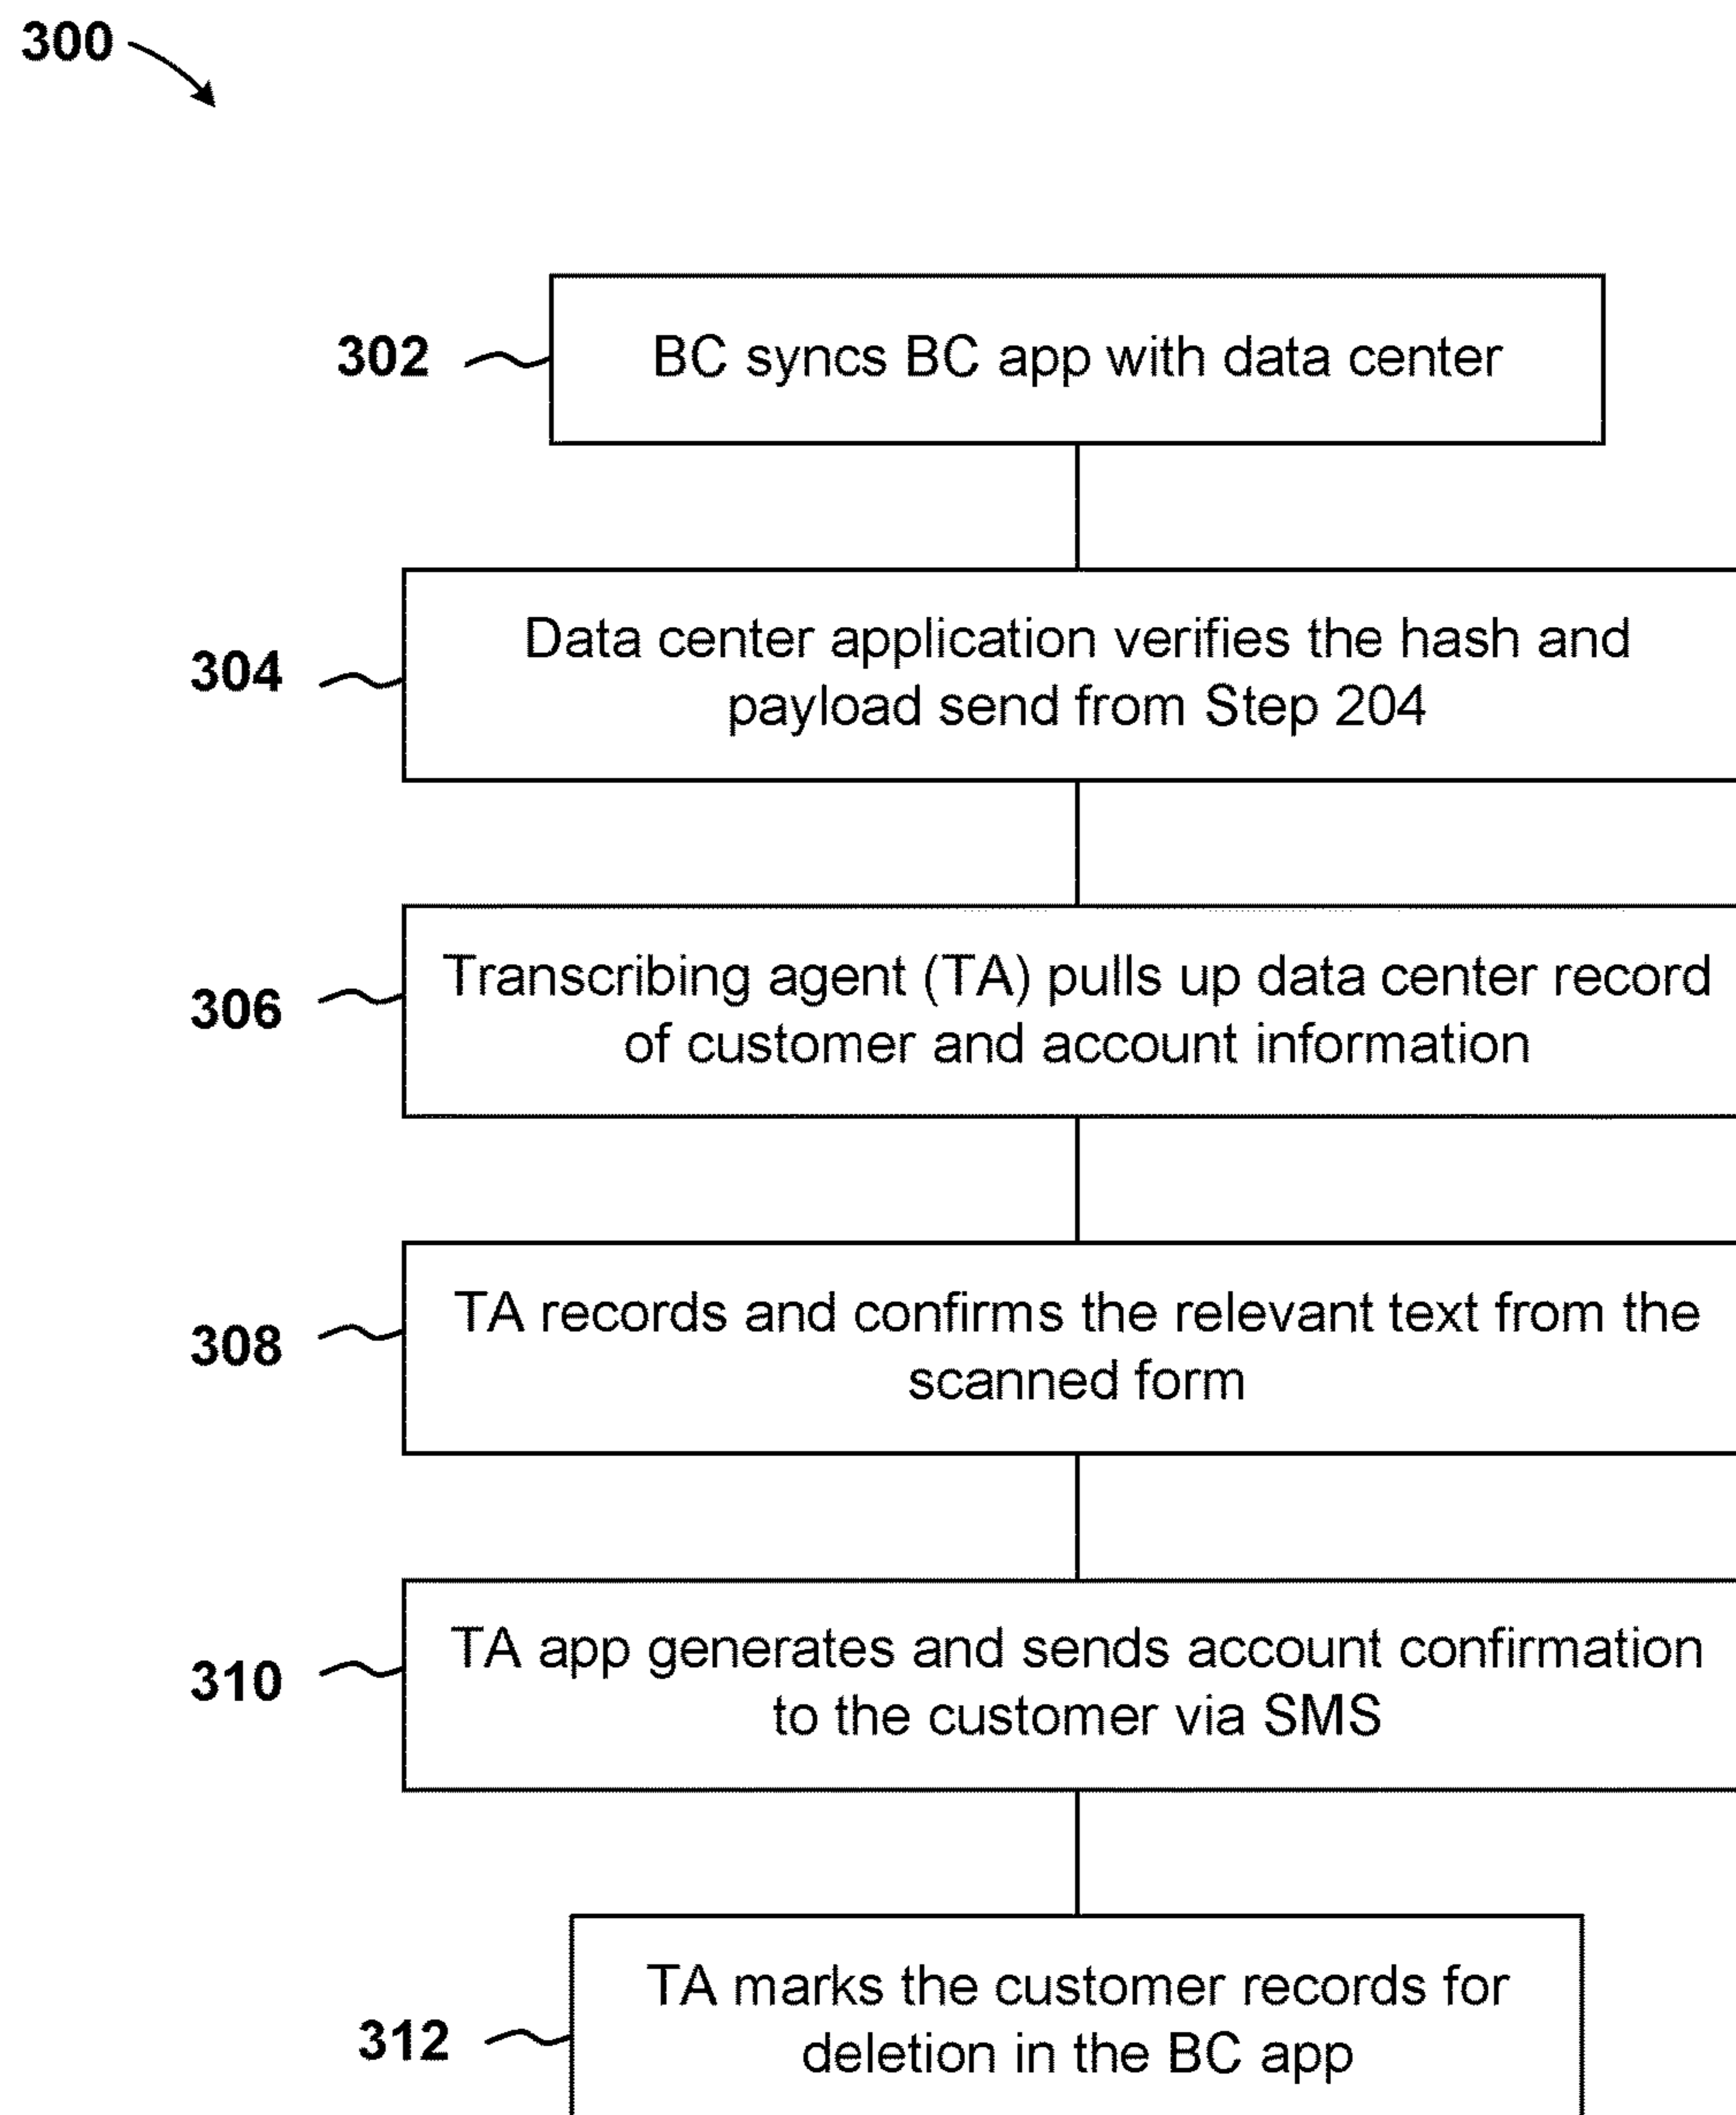 300
302
BC syncs BC app with data center
304
Data center application verifies the hash and
payload send from Step 204
306
Transcribing agent (TA) pulls up data center record
of customer and account information
308
TA records and confirms the relevant text from the
scanned form
310
TA app generates and sends account confirmation
to the customer via SMS
312
TA marks the customer records for
deletion in the BC app